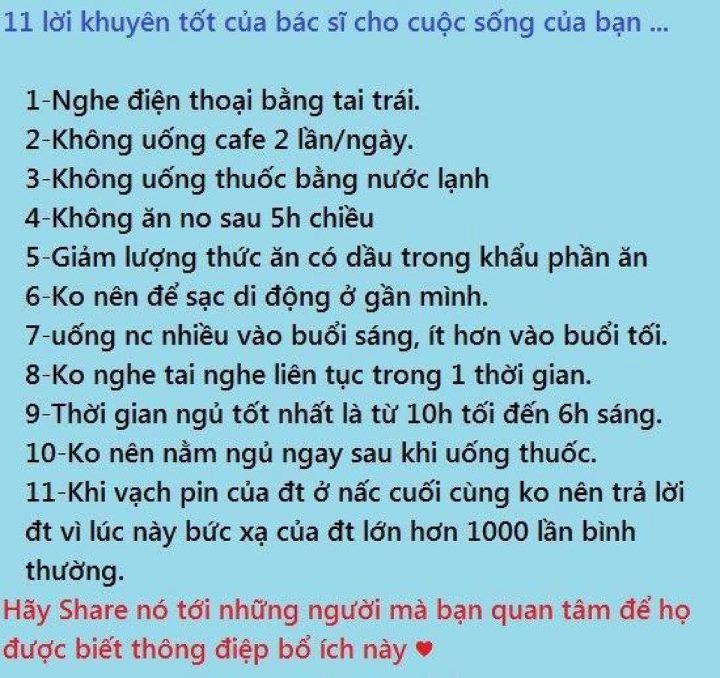 11 lời khuyên tốt của bác sĩ cho cuộc sống của bạn ...
1-Nghe điện thoại bằng tai trái.
2-Không uống cafe 2 lần/ngày.
3-Không uống thuốc bằng nước lạnh
4-Không ăn no sau 5h chiều
5-Giảm lượng thức ăn có dầu trong khẩu phần ăn
6-Ko nên để sạc di động ở gần mình.
7-uống nc nhiều vào buổi sáng, ít hơn vào buổi tối.
8-Ko nghe tai nghe liên tục trong 1 thời gian.
9-Thời gian ngủ tốt nhất là từ 10h tối đến 6h sáng.
10-Ko nên nằm ngủ ngay sau khi uống thuốc.
11-Khi vạch pin của đt ở nấc cuối cùng ko nên trả lời
đt vì lúc này bức xạ của đt lớn hơn 1000 lần bình
thường.
Hãy Share nó tới những người mà bạn quan tâm để họ
được biết thông điệp bổ ích này ♥